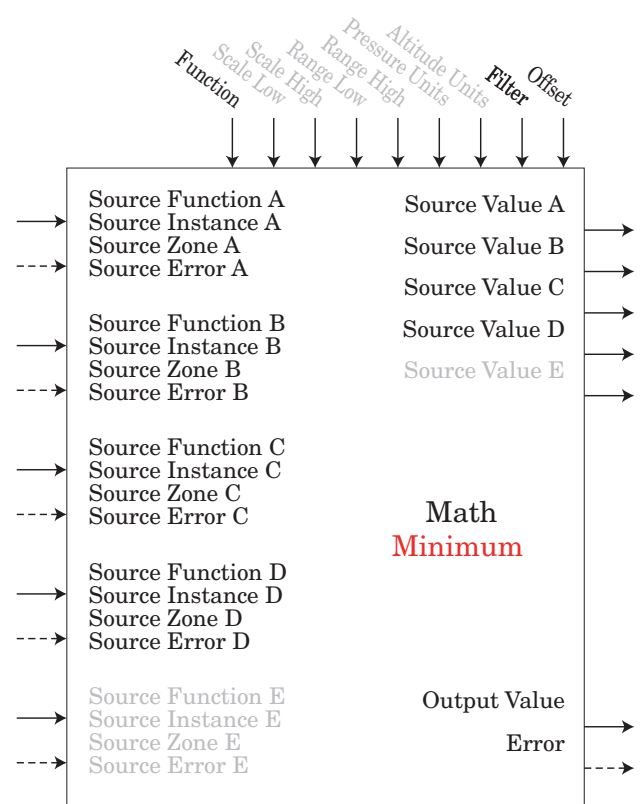 Function
Scale Low
Scale High
Range Low
Range High
Pressure Units
Altitude Units
Filter
Offset
Source Function A
Source Instance A
Source Zone A
Source Error A
Source Function B
Source Instance B
Source Zone B
Source Error B
Source Function C
Source Instance C
Source Zone C
Source Error C
Source Function D
Source Instance D
Source Zone D
Source Error D
Source Function E
Source Instance E
Source Zone E
Source Error E
Source Value A
Source Value B
Source Value C
Source Value D
Source Value E
Math
Minimum
Output Value
Error